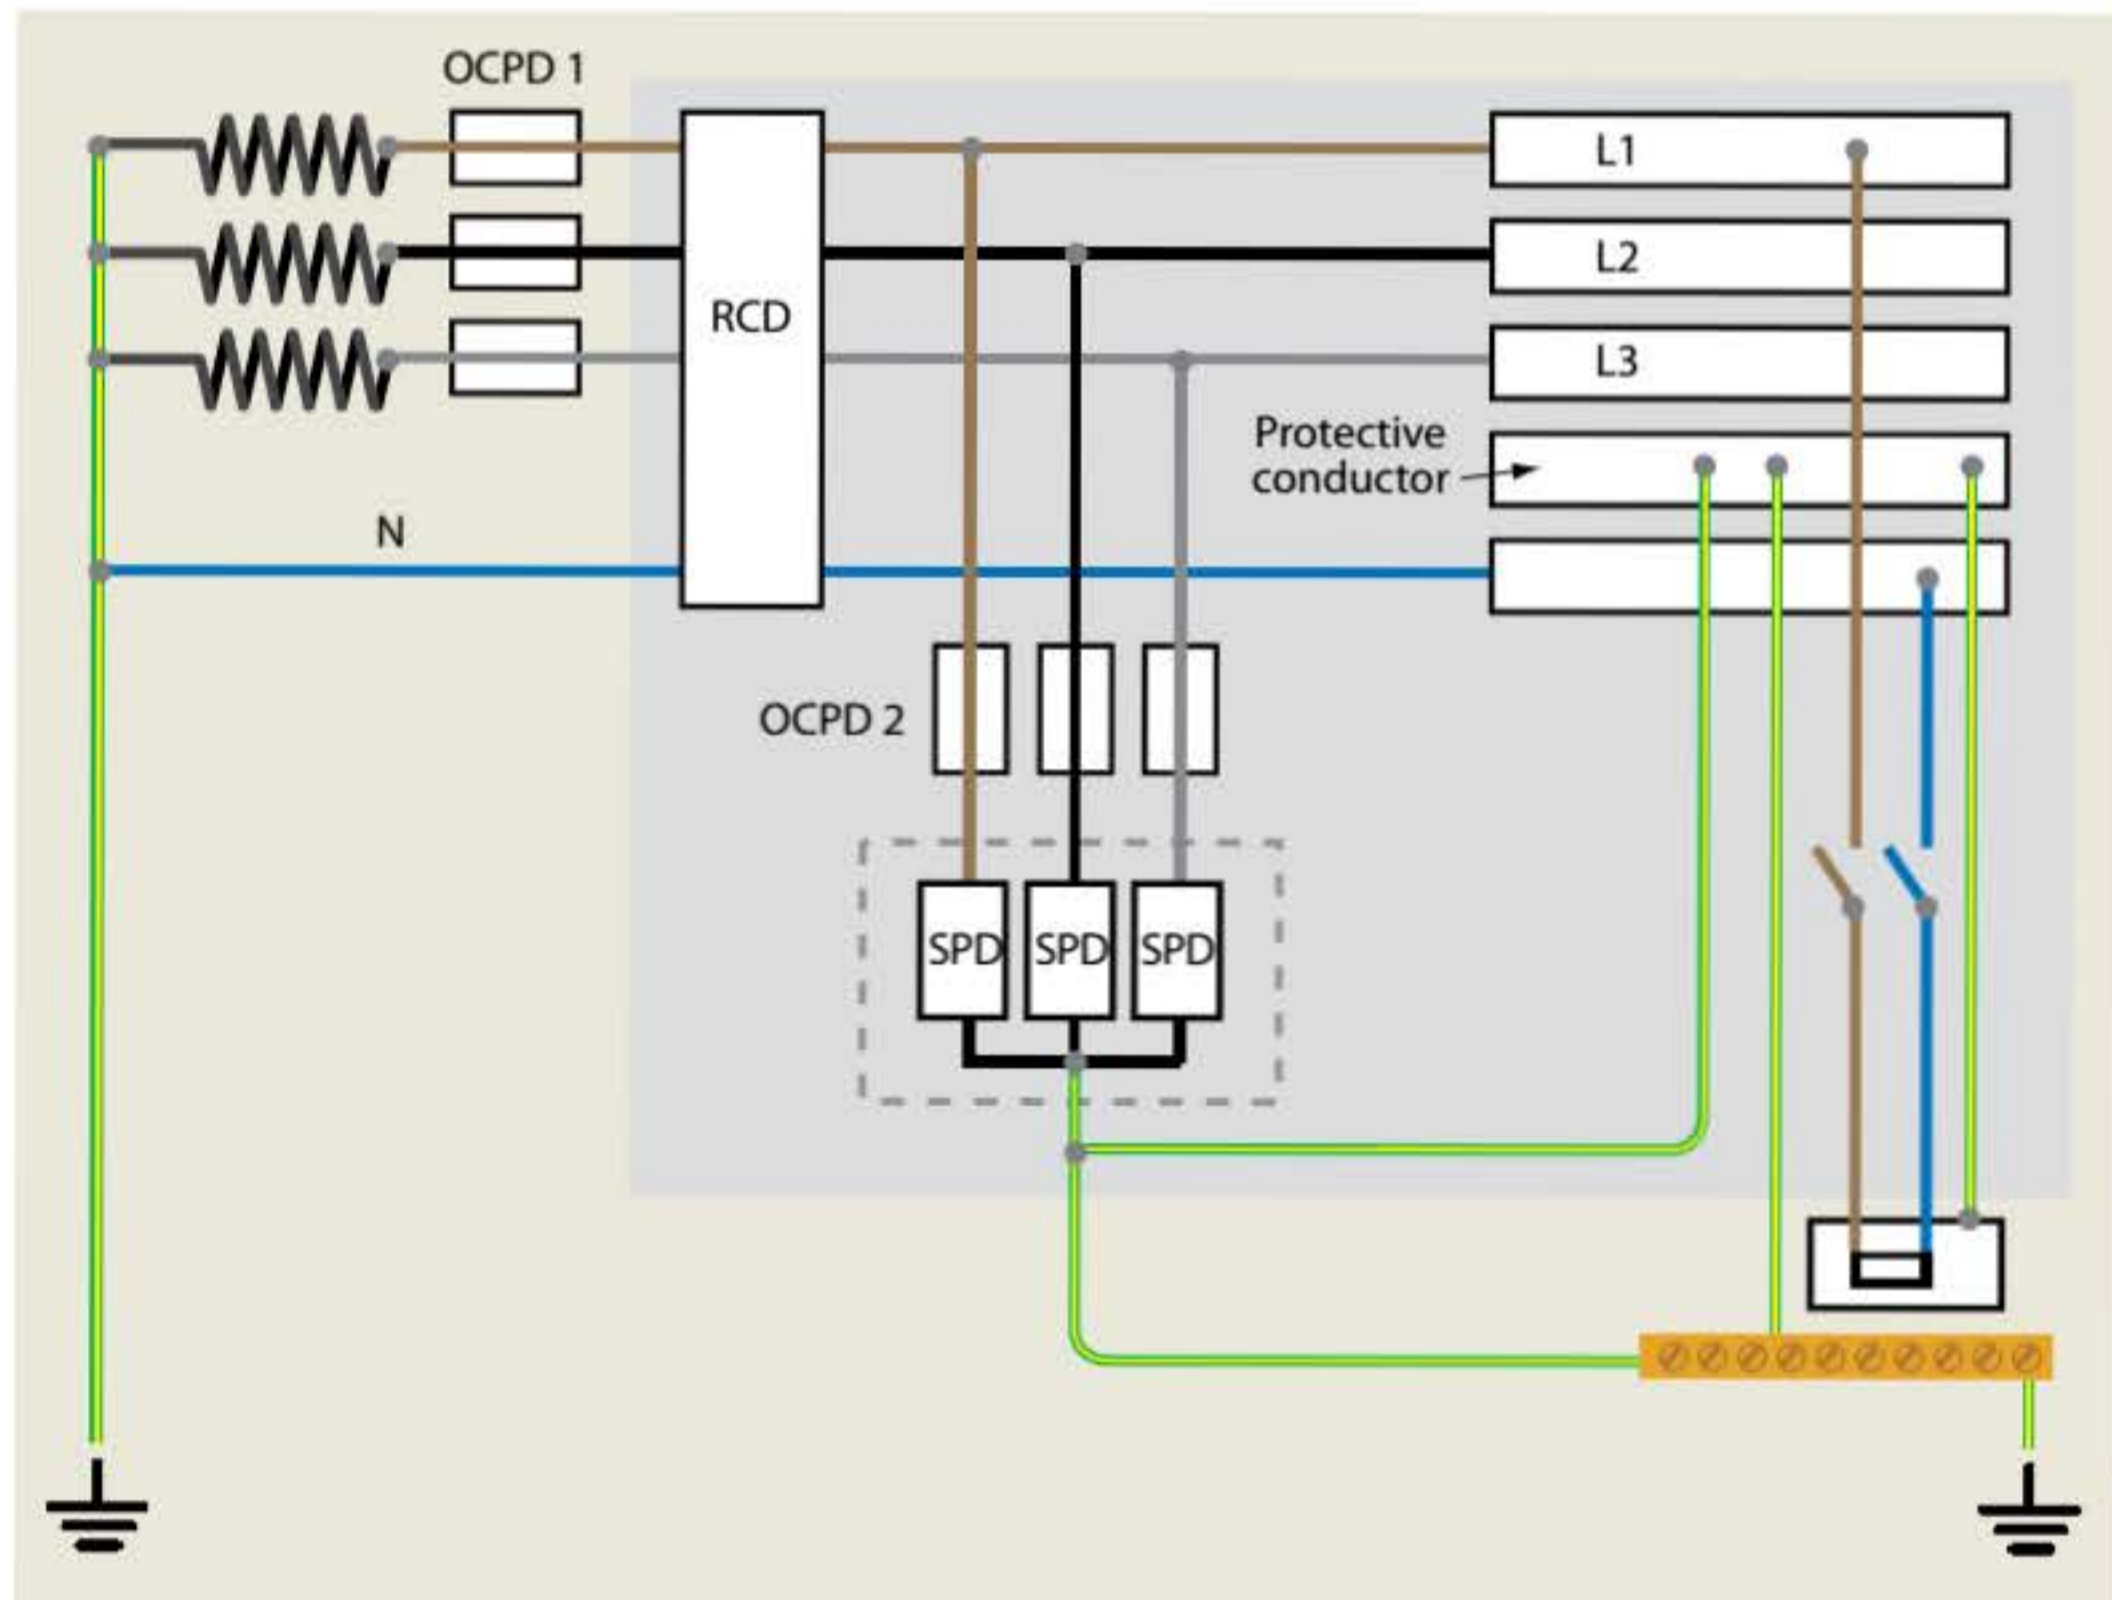 OCPD 1
L1
L2
RCD
L3
Protective
conductor
N
OCPD 2
SPD
SPD
SPD